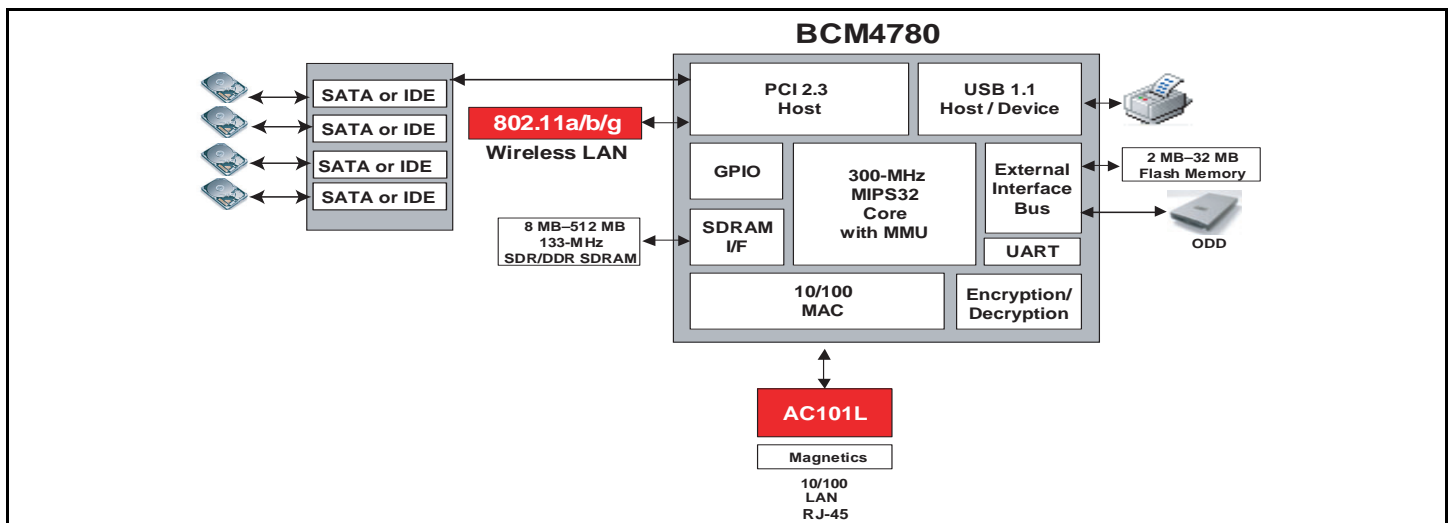 BCM4780
SATA or IDE
SATA or IDE
SATA or IDE
SATA or IDE
802.11a/b/g
Wireless LAN
8 MB–512 MB
133-MHz
SDR/DDR SDRAM
PCI 2.3
Host
USB 1.1
Host / Device
GPIO
300-MHz
MIPS32
Core
with MMU
External
Interface
Bus
SDRAM
I/F
UART
10/100
MAC
Encryption/
Decryption
2 MB–32 MB
Flash Memory
ODD
AC101L
Magnetics
10/100
LAN
RJ-45